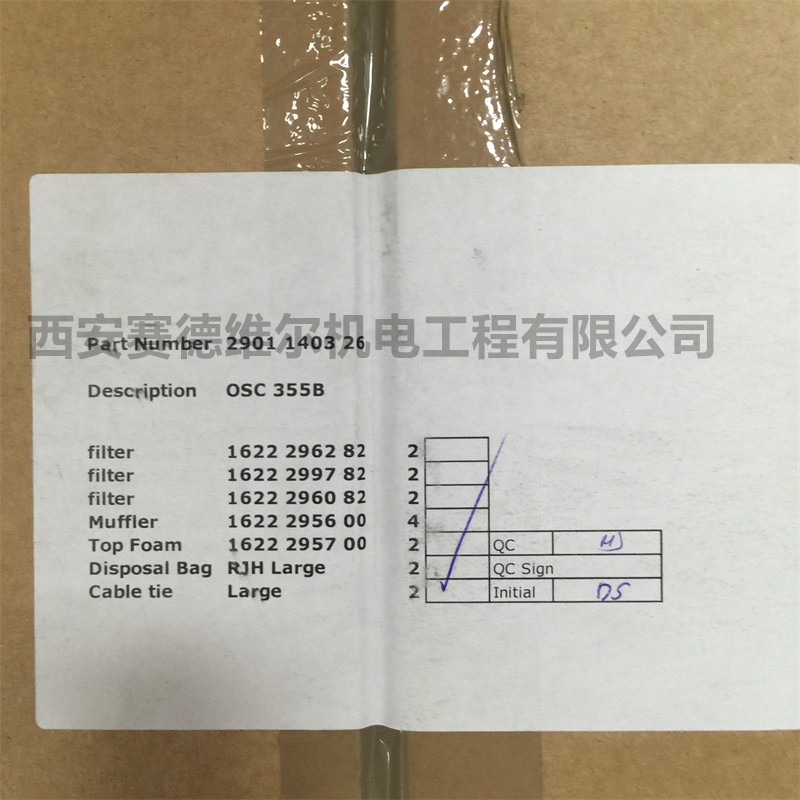 西安赛德维尔机电工程有限公司
Part Number 2901 1403 26
Description OSC 355B
filter 1622 2962 82 2
filter 1622 2997 82 2
filter 1622 2960 82 2
Muffler 1622 2956 00 4
Top Foam 1622 2957 00 2 QC MJ
Disposal Bag RJH Large 2 QC Sign
Cable tie Large 2 Initial DS